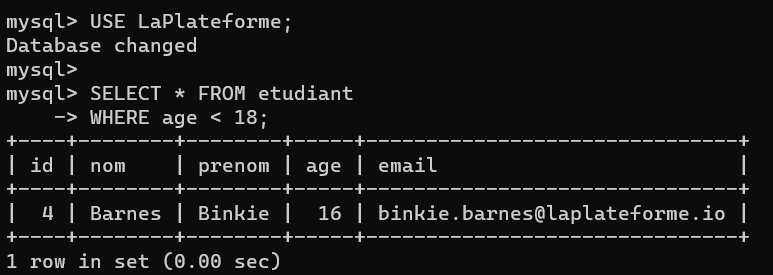 mysql> USE LaPlateforme;
Database changed
mysql>
mysql> SELECT * FROM etudiant
    -> WHERE age < 18;
+----+--------+--------+-----+-------------------------------+
| id | nom    | prenom | age | email                         |
+----+--------+--------+-----+-------------------------------+
|  4 | Barnes | Binkie |  16 | binkie.barnes@laplateforme.io |
+----+--------+--------+-----+-------------------------------+
1 row in set (0.00 sec)